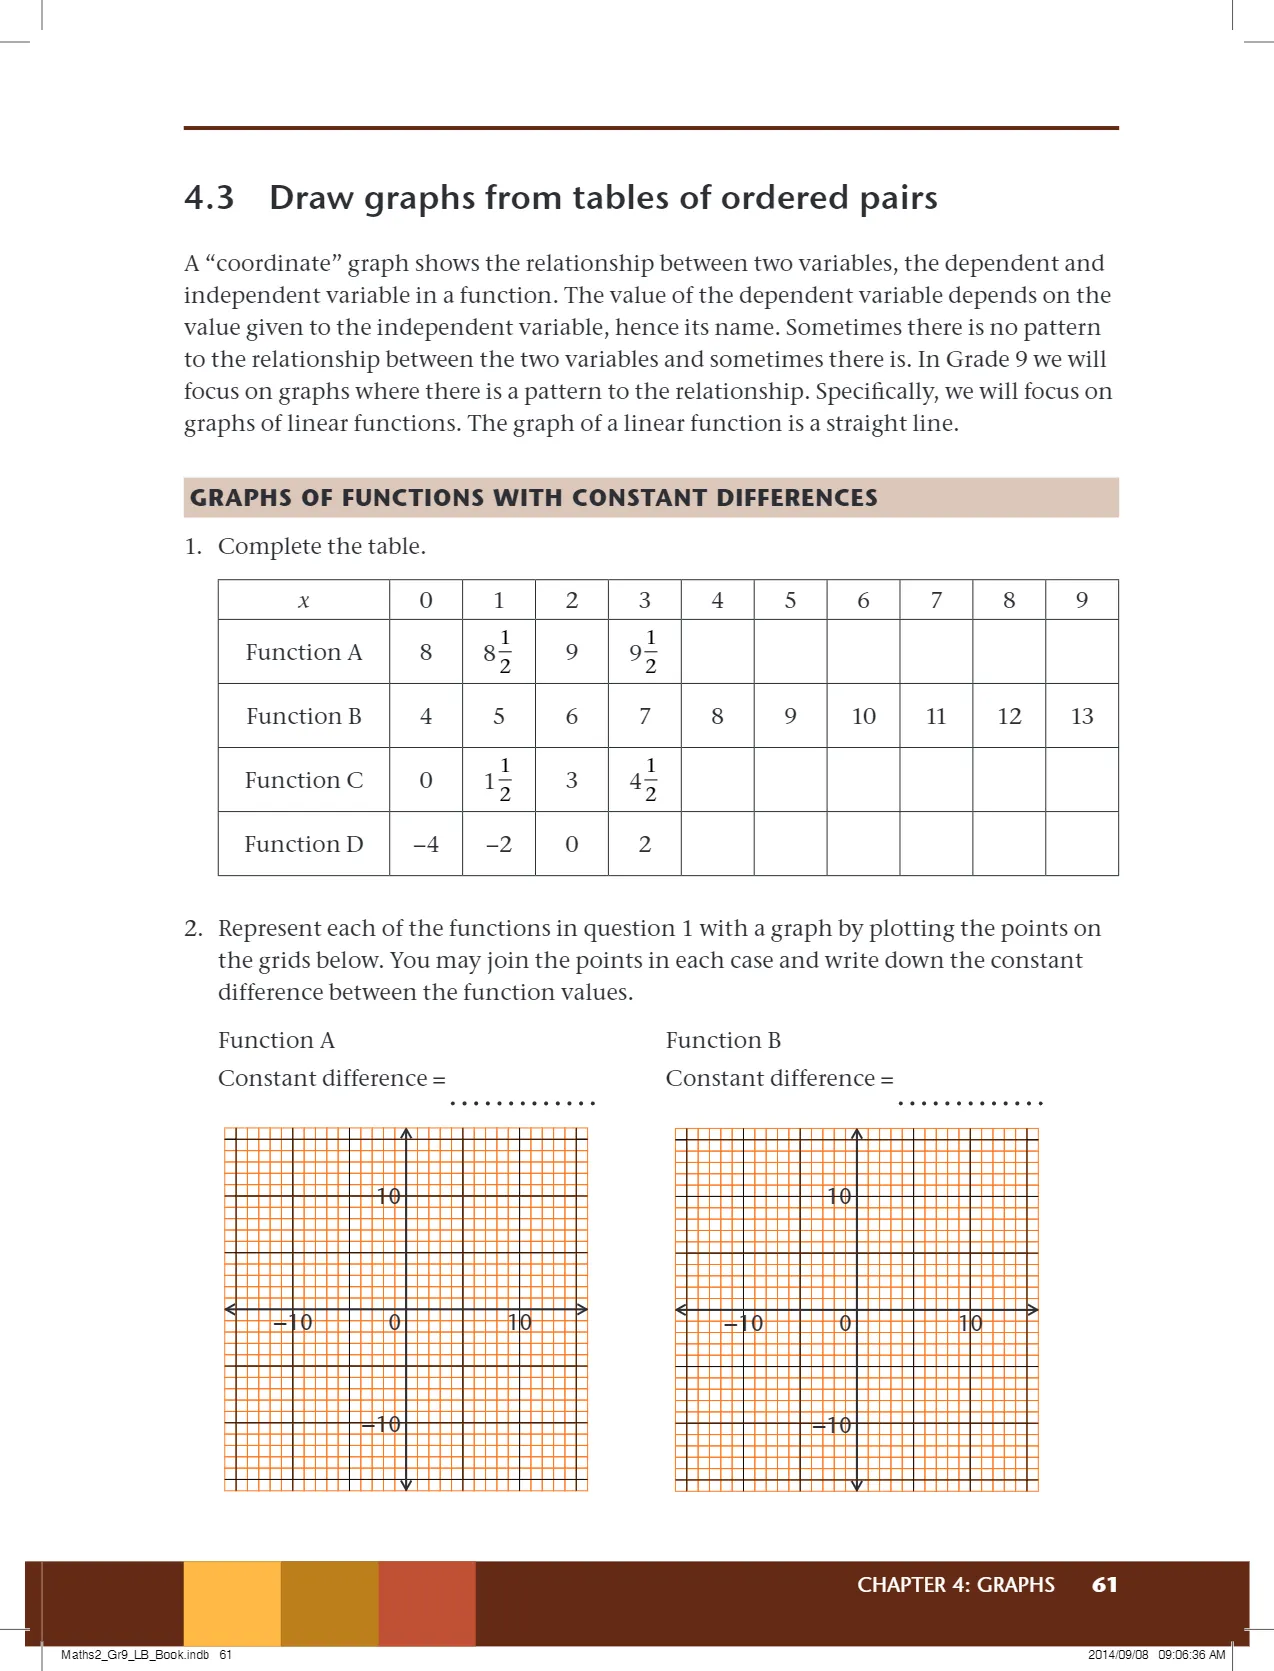 4.3 Draw graphs from tables of ordered pairs
A “coordinate” graph shows the relationship between two variables, the dependent and
independent variable in a function. The value of the dependent variable depends on the
value given to the independent variable, hence its name. Sometimes there is no pattern
to the relationship between the two variables and sometimes there is. In Grade 9 we will
focus on graphs where there is a pattern to the relationship. Specifically, we will focus on
graphs of linear functions. The graph of a linear function is a straight line.
GRAPHS OF FUNCTIONS WITH CONSTANT DIFFERENCES
1. Complete the table.
x 0 1 2 3 4 5 6 7 8 9
Function A 8 8 1/2 9 9 1/2
Function B 4 5 6 7 8 9 10 11 12 13
Function C 0 1 1/2 3 4 1/2
Function D –4 –2 0 2
2. Represent each of the functions in question 1 with a graph by plotting the points on
the grids below. You may join the points in each case and write down the constant
difference between the function values.
Function A Function B
Constant difference = ............. Constant difference = .............
10 10
–10 0 10 –10 0 10
–10 –10
CHAPTER 4: GRAPHS 61
Maths2_Gr9_LB_Book.indb 61 2014/09/08 09:06:36 AM